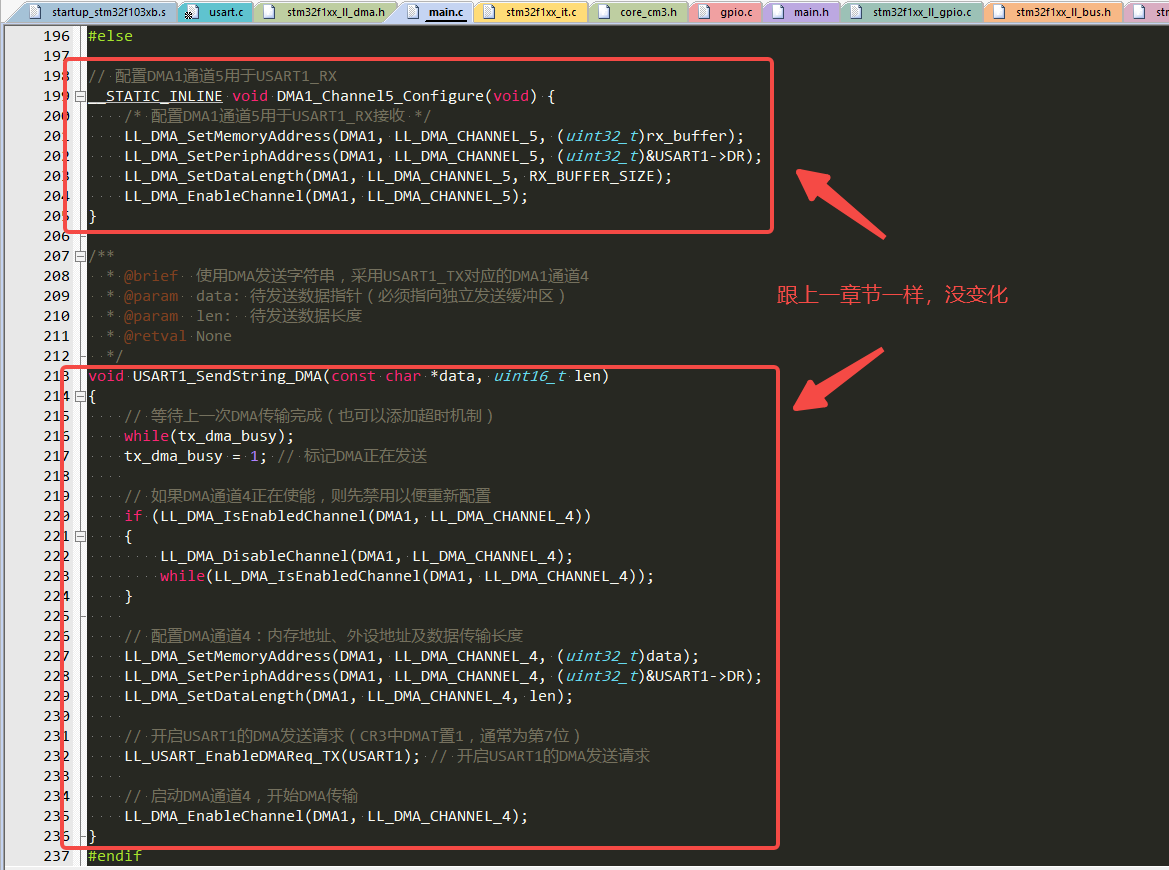 startup_stm32f103xb.s usart.c stm32f1xx_ll_dma.h main.c stm32f1xx_it.c core_cm3.h gpio.c main.h stm32f1xx_ll_gpio.c stm32f1xx_ll_bus.h
196 #else
197
198 // 配置DMA1通道5用于USART1_RX
199 __STATIC_INLINE void DMA1_Channel5_Configure(void) {
200 /* 配置DMA1通道5用于USART1_RX接收 */
201 LL_DMA_SetMemoryAddress(DMA1, LL_DMA_CHANNEL_5, (uint32_t)rx_buffer);
202 LL_DMA_SetPeriphAddress(DMA1, LL_DMA_CHANNEL_5, (uint32_t)&USART1->DR);
203 LL_DMA_SetDataLength(DMA1, LL_DMA_CHANNEL_5, RX_BUFFER_SIZE);
204 LL_DMA_EnableChannel(DMA1, LL_DMA_CHANNEL_5);
205 }
206
207 /**
208 * @brief 使用DMA发送字符串，采用USART1_TX对应的DMA1通道4
209 * @param data: 待发送数据指针（必须指向独立发送缓冲区）
跟上一章节一样，没变化
210 * @param len: 待发送数据长度
211 * @retval None
212 */
213 void USART1_SendString_DMA(const char *data, uint16_t len)
214 {
215 // 等待上一次DMA传输完成（也可以添加超时机制）
216 while(tx_dma_busy);
217 tx_dma_busy = 1; // 标记DMA正在发送
218
219 // 如果DMA通道4正在使能，则先禁用以便重新配置
220 if (LL_DMA_IsEnabledChannel(DMA1, LL_DMA_CHANNEL_4))
221 {
222 LL_DMA_DisableChannel(DMA1, LL_DMA_CHANNEL_4);
223 while(LL_DMA_IsEnabledChannel(DMA1, LL_DMA_CHANNEL_4));
224 }
225
226 // 配置DMA通道4：内存地址、外设地址及数据传输长度
227 LL_DMA_SetMemoryAddress(DMA1, LL_DMA_CHANNEL_4, (uint32_t)data);
228 LL_DMA_SetPeriphAddress(DMA1, LL_DMA_CHANNEL_4, (uint32_t)&USART1->DR);
229 LL_DMA_SetDataLength(DMA1, LL_DMA_CHANNEL_4, len);
230
231 // 开启USART1的DMA发送请求（CR3中DMAT置1，通常为第7位）
232 LL_USART_EnableDMAReq_TX(USART1); // 开启USART1的DMA发送请求
233
234 // 启动DMA通道4，开始DMA传输
235 LL_DMA_EnableChannel(DMA1, LL_DMA_CHANNEL_4);
236 }
237 #endif